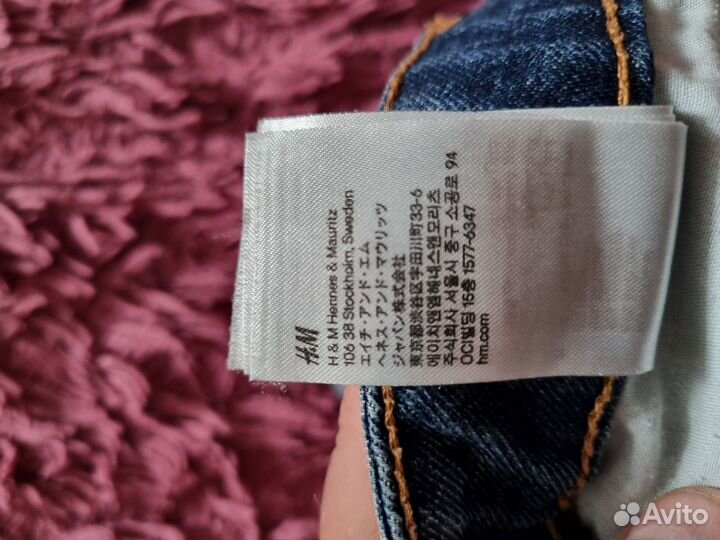 H&M
H & M Hennes & Mauritz
106 38 Stockholm, Sweden
エイチ・アンド・エム
ヘネス・アンド・マウリッツ
ジャパン株式会社
東京都渋谷区宇田川町33-6
에이치앤엠헤네스앤모리츠
주식회사 서울시 중구 소공로 94
OCI빌딩 15층 1577-6347
hm.com
Avito